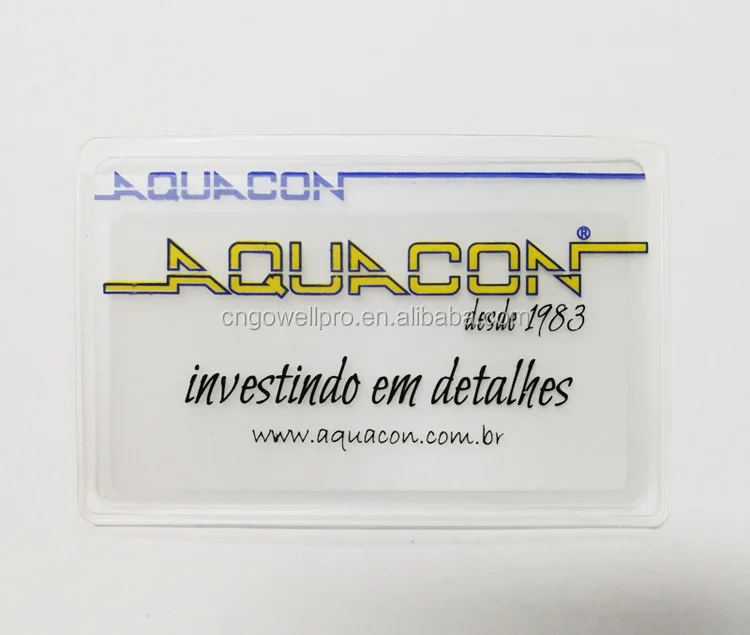 AQUACON
AQUACON®
cngowellpro.en.alibaba.com
desde 1983
investindo em detalhes
www.aquacon.com.br